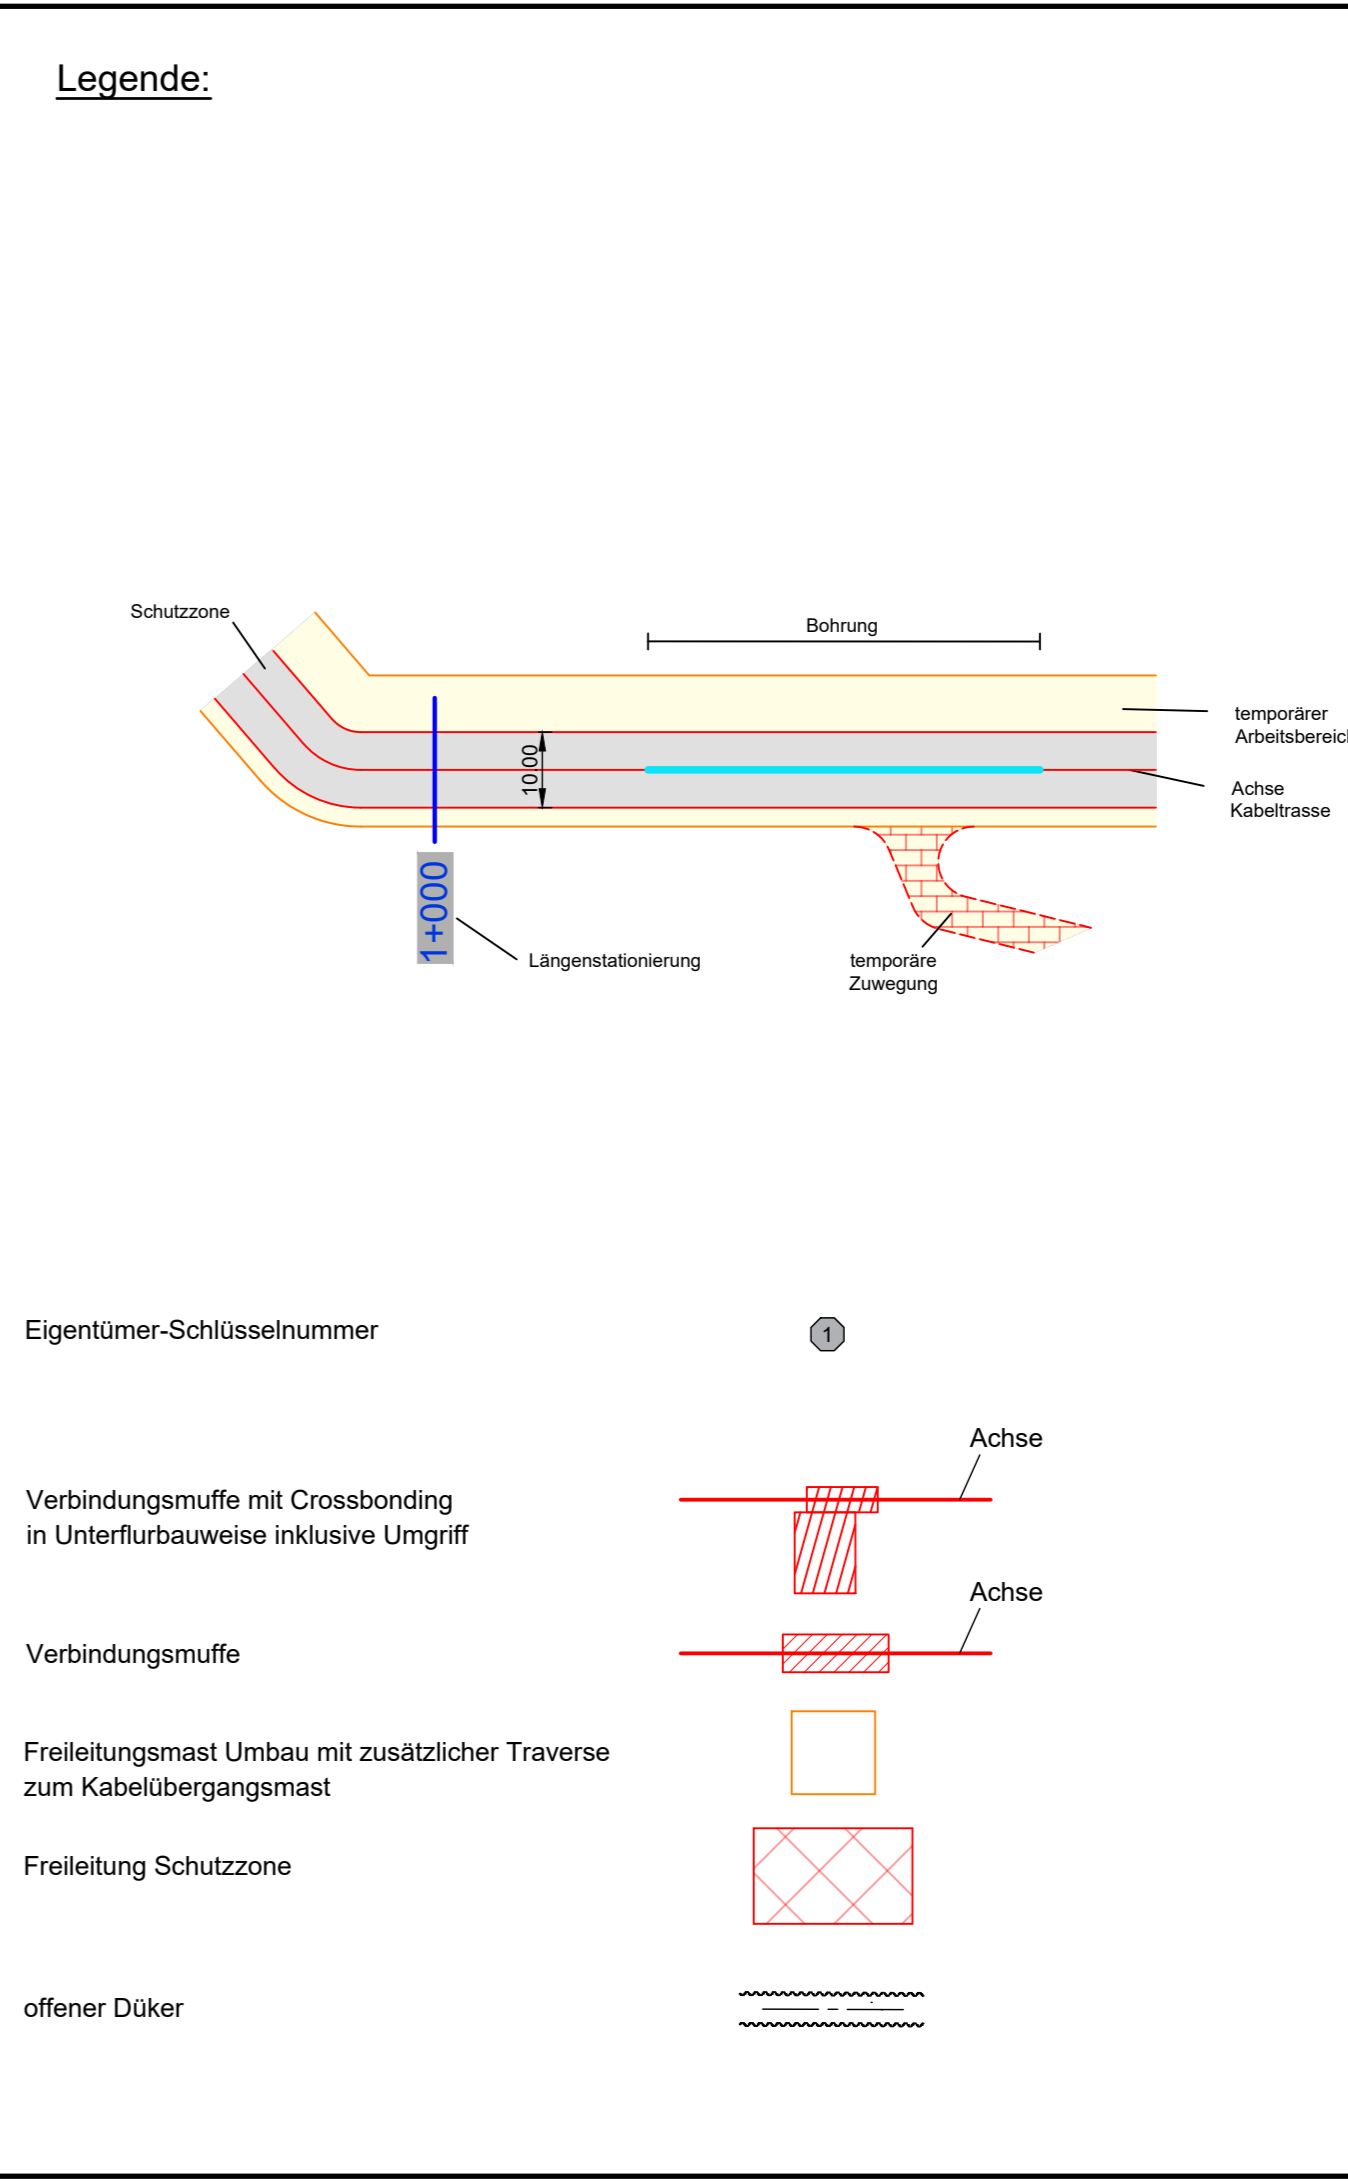 Legende:
Schutzzone
Bohrung
temporärer
Arbeitsbereich
10.00
Achse
Kabeltrasse
1+000
Längenstationierung
temporäre
Zuwegung
Eigentümer-Schlüsselnummer
1
Achse
Verbindungsmuffe mit Crossbonding
in Unterflurbauweise inklusive Umgriff
Achse
Verbindungsmuffe
Freileitungsmast Umbau mit zusätzlicher Traverse
zum Kabelübergangsmast
Freileitung Schutzzone
offener Düker